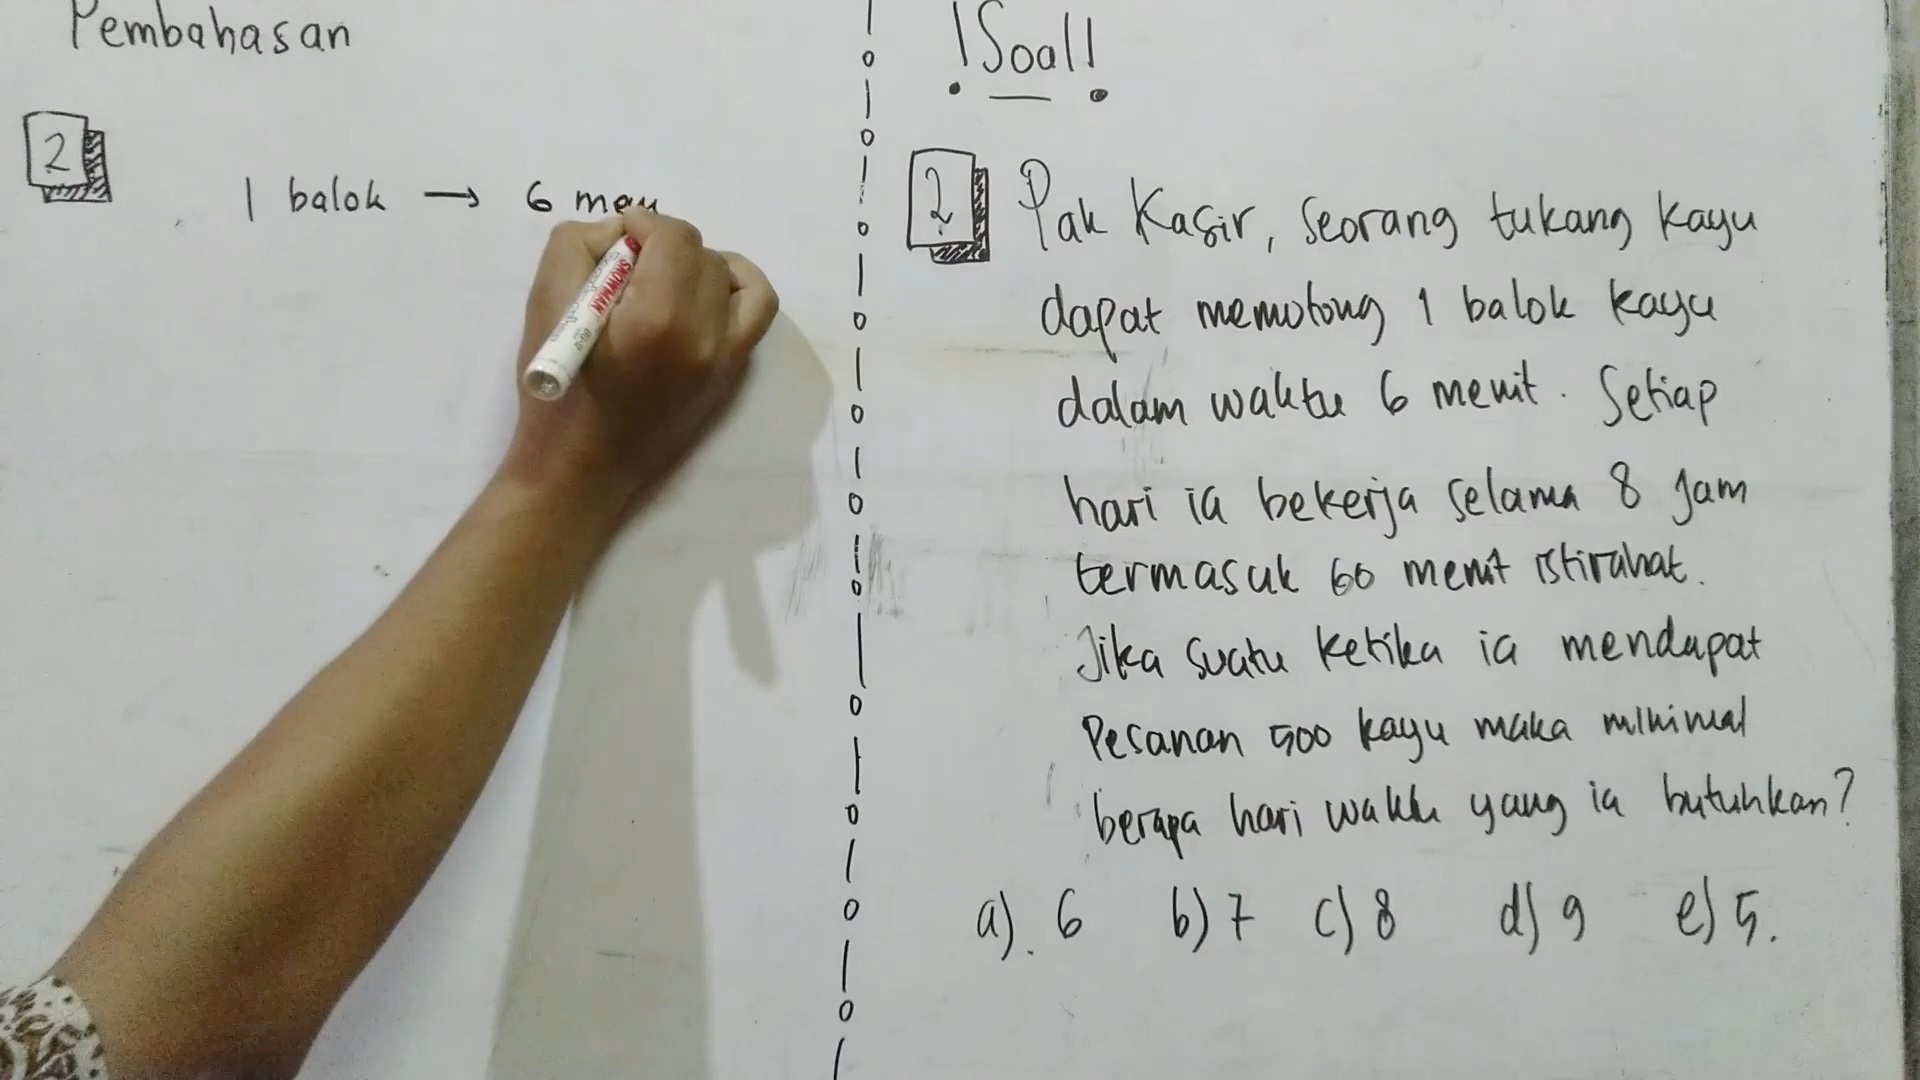 Pembahasan
2
1 balok → 6 men
! Soal !
2
Pak Kasir, seorang tukang kayu
dapat memotong 1 balok kayu
dalam waktu 6 menit. Setiap
hari ia bekerja selama 8 jam
termasuk 60 menit istirahat.
Jika suatu ketika ia mendapat
Pesanan 500 kayu maka minimal
berapa hari waktu yang ia butuhkan?
a). 6 b) 7 c) 8 d) 9 e) 5.
SNOWMAN